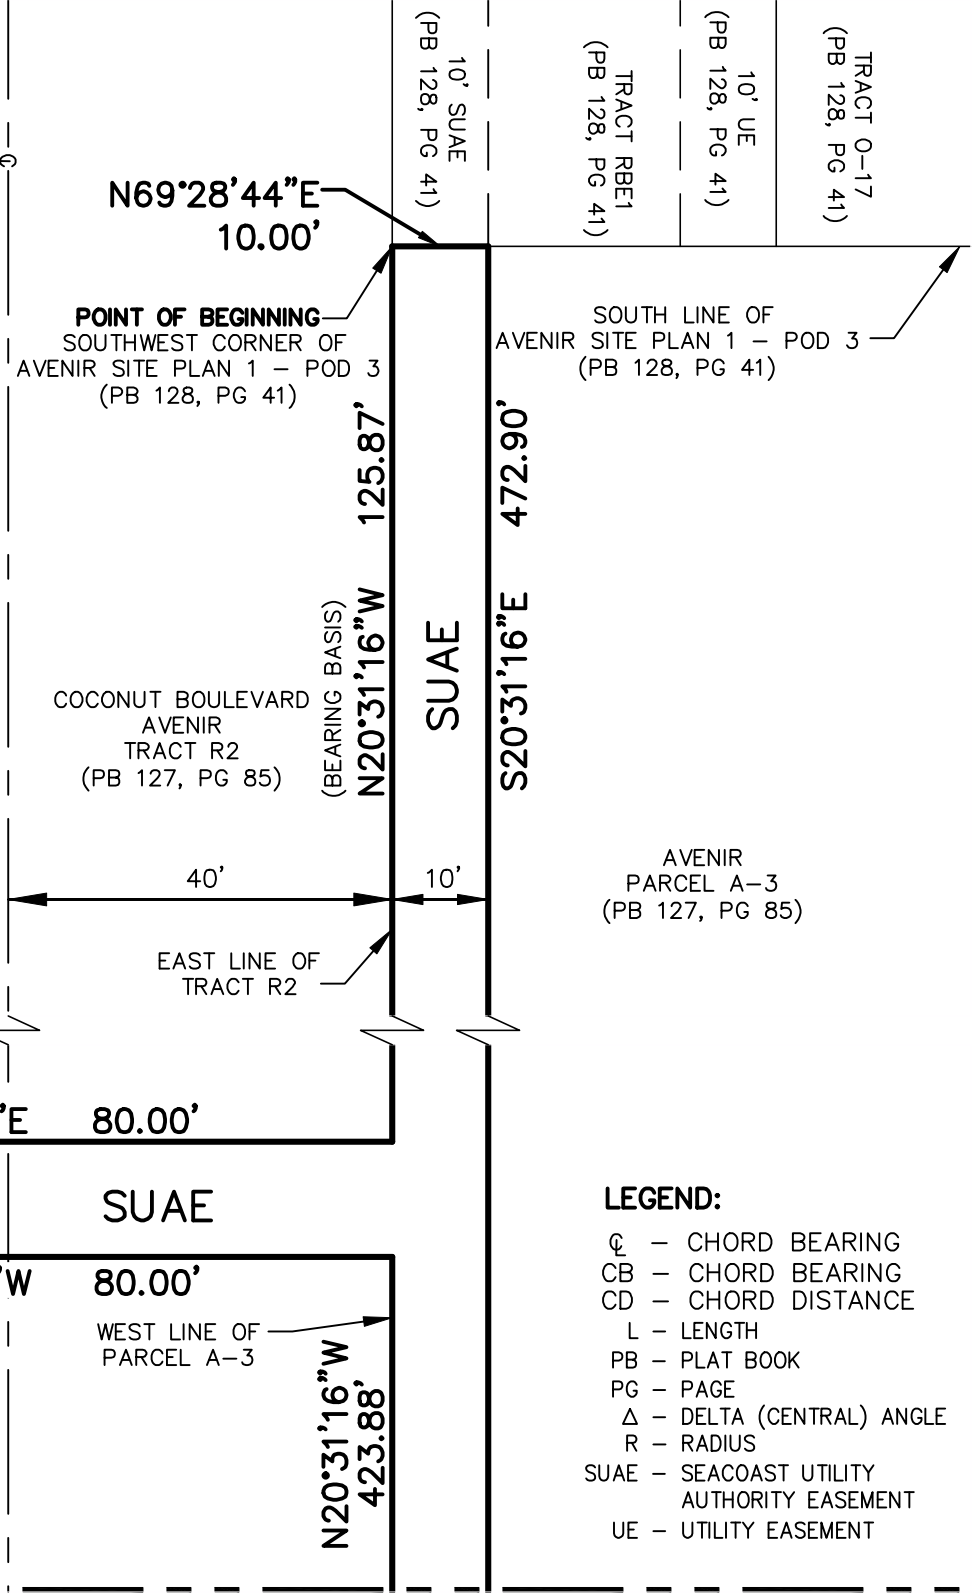 10' SUAE
(PB 128, PG 41)
TRACT RBE1
(PB 128, PG 41)
10' UE
(PB 128, PG 41)
TRACT O-17
(PB 128, PG 41)
℄
N69°28'44"E
10.00'
POINT OF BEGINNING
SOUTHWEST CORNER OF
AVENIR SITE PLAN 1 - POD 3
(PB 128, PG 41)
SOUTH LINE OF
AVENIR SITE PLAN 1 - POD 3
(PB 128, PG 41)
N20°31'16"W 125.87'
(BEARING BASIS)
SUAE
S20°31'16"E 472.90'
COCONUT BOULEVARD
AVENIR
TRACT R2
(PB 127, PG 85)
40'
10'
AVENIR
PARCEL A-3
(PB 127, PG 85)
EAST LINE OF
TRACT R2
'E 80.00'
SUAE
'W 80.00'
WEST LINE OF
PARCEL A-3
N20°31'16"W
423.88'
LEGEND:
℄ - CHORD BEARING
CB - CHORD BEARING
CD - CHORD DISTANCE
L - LENGTH
PB - PLAT BOOK
PG - PAGE
Δ - DELTA (CENTRAL) ANGLE
R - RADIUS
SUAE - SEACOAST UTILITY
AUTHORITY EASEMENT
UE - UTILITY EASEMENT